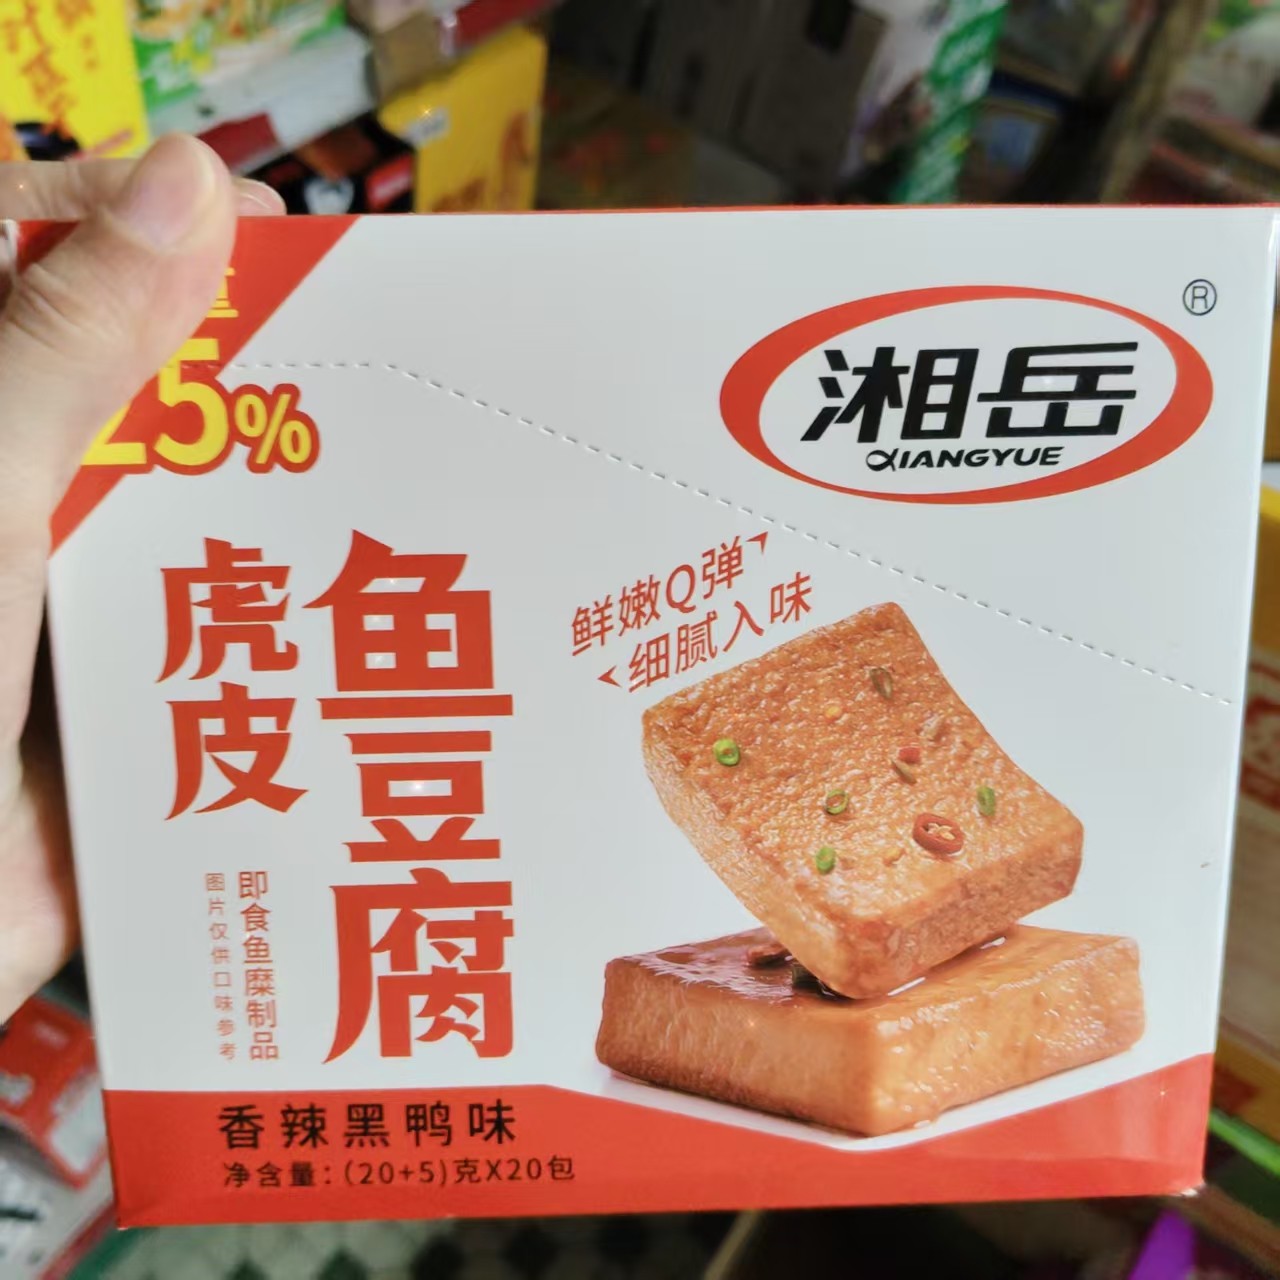 量
25%
湘岳
®
XIANGYUE
鲜嫩Q弹
细腻入味
虎皮
鱼豆腐
即食鱼糜制品
图片仅供口味参考
香辣黑鸭味
净含量：(20+5)克X20包